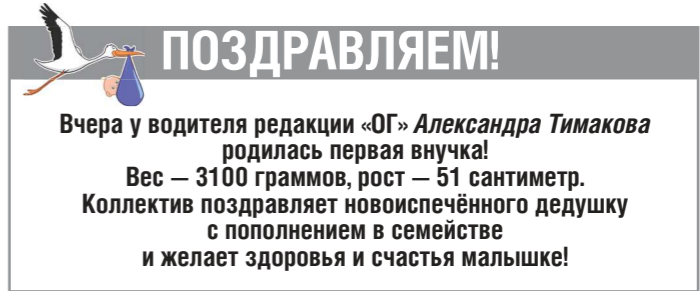 ПОЗДРАВЛЯЕМ!
Вчера у водителя редакции «ОГ» Александра Тимакова
родилась первая внучка!
Вес — 3100 граммов, рост — 51 сантиметр.
Коллектив поздравляет новоиспечённого дедушку
с пополнением в семействе
и желает здоровья и счастья малышке!